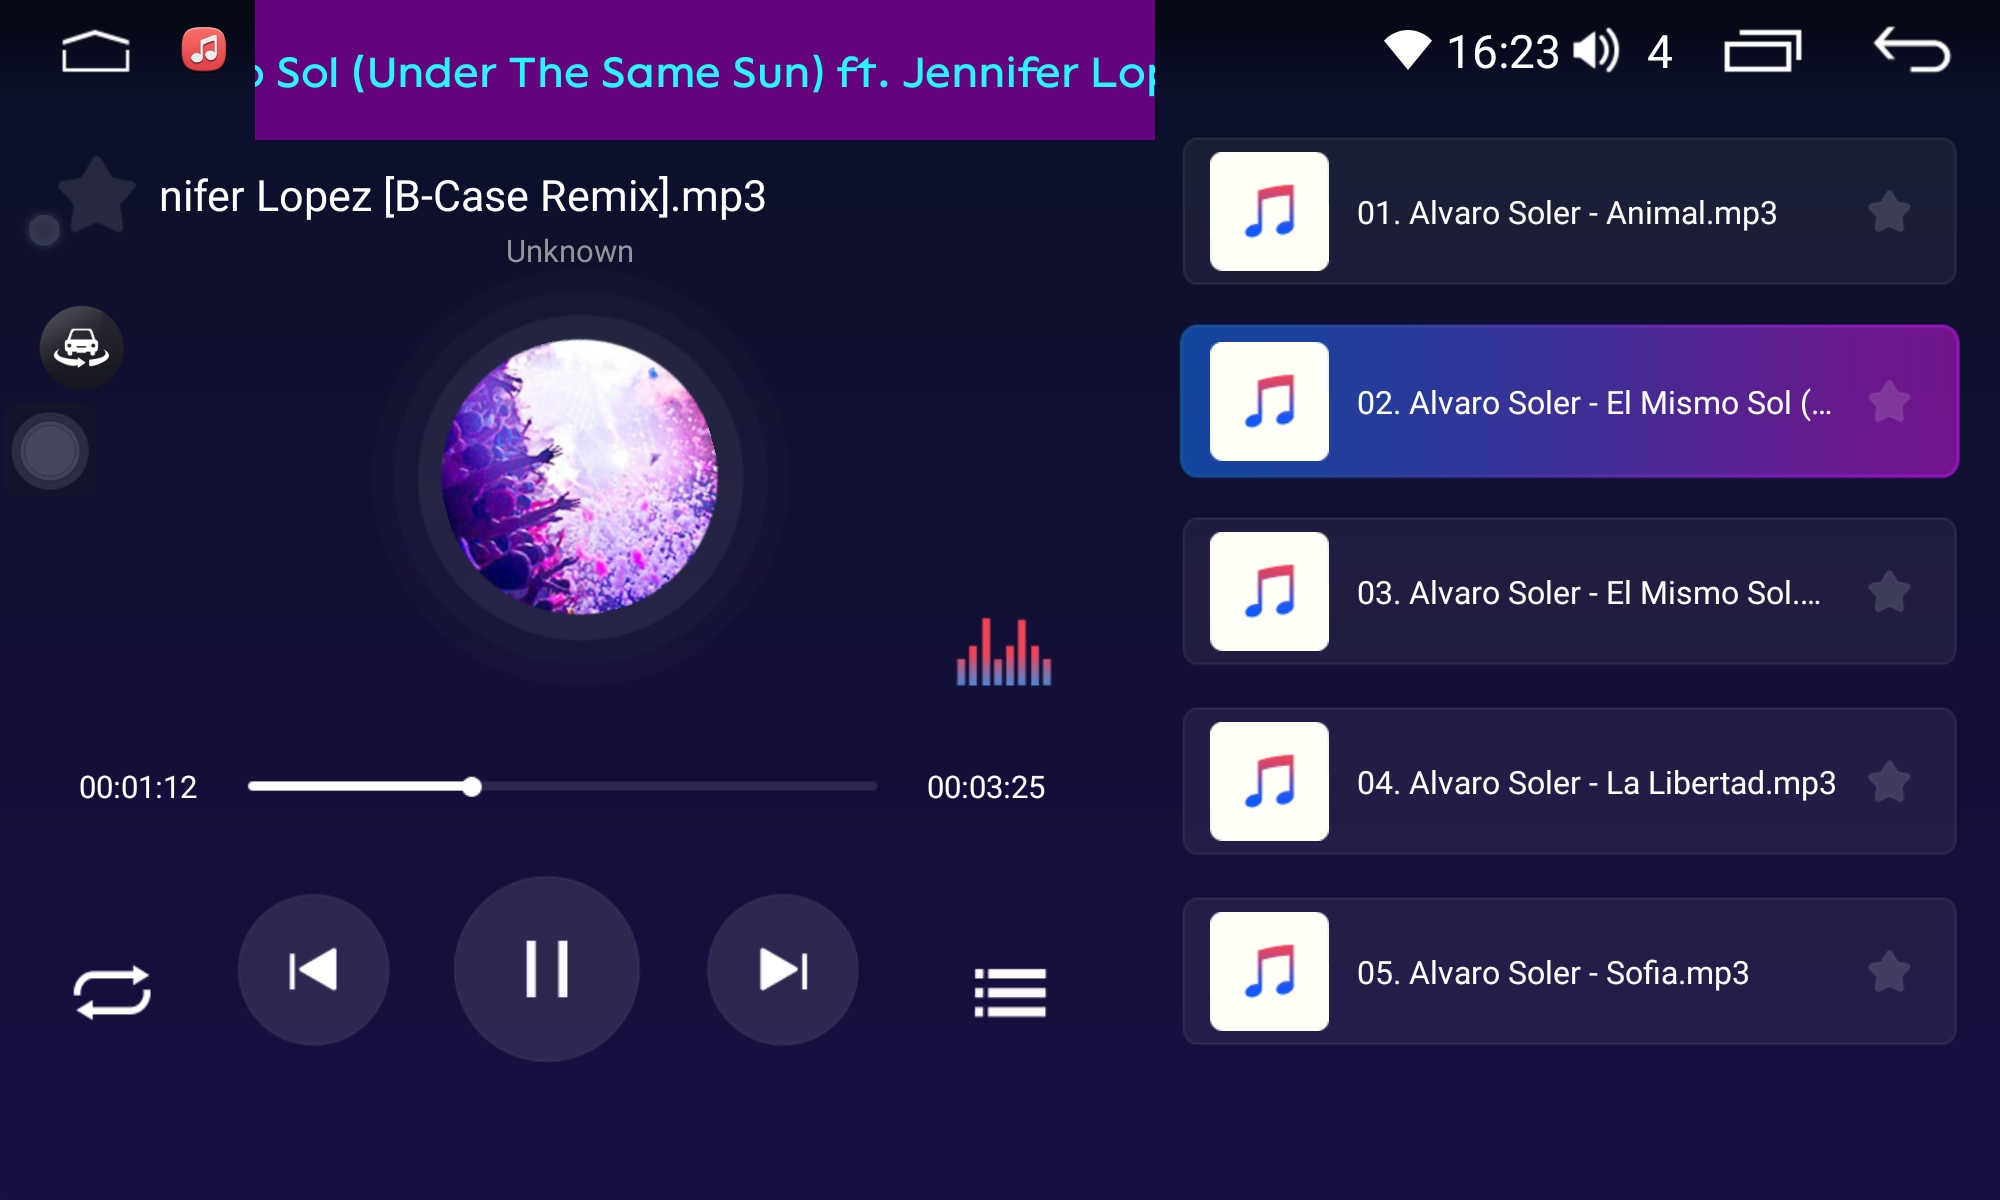 Sol (Under The Same Sun) ft. Jennifer Lop
16:23 4
nifer Lopez [B-Case Remix].mp3
Unknown
00:01:12 00:03:25
01. Alvaro Soler - Animal.mp3
02. Alvaro Soler - El Mismo Sol (...
03. Alvaro Soler - El Mismo Sol....
04. Alvaro Soler - La Libertad.mp3
05. Alvaro Soler - Sofia.mp3